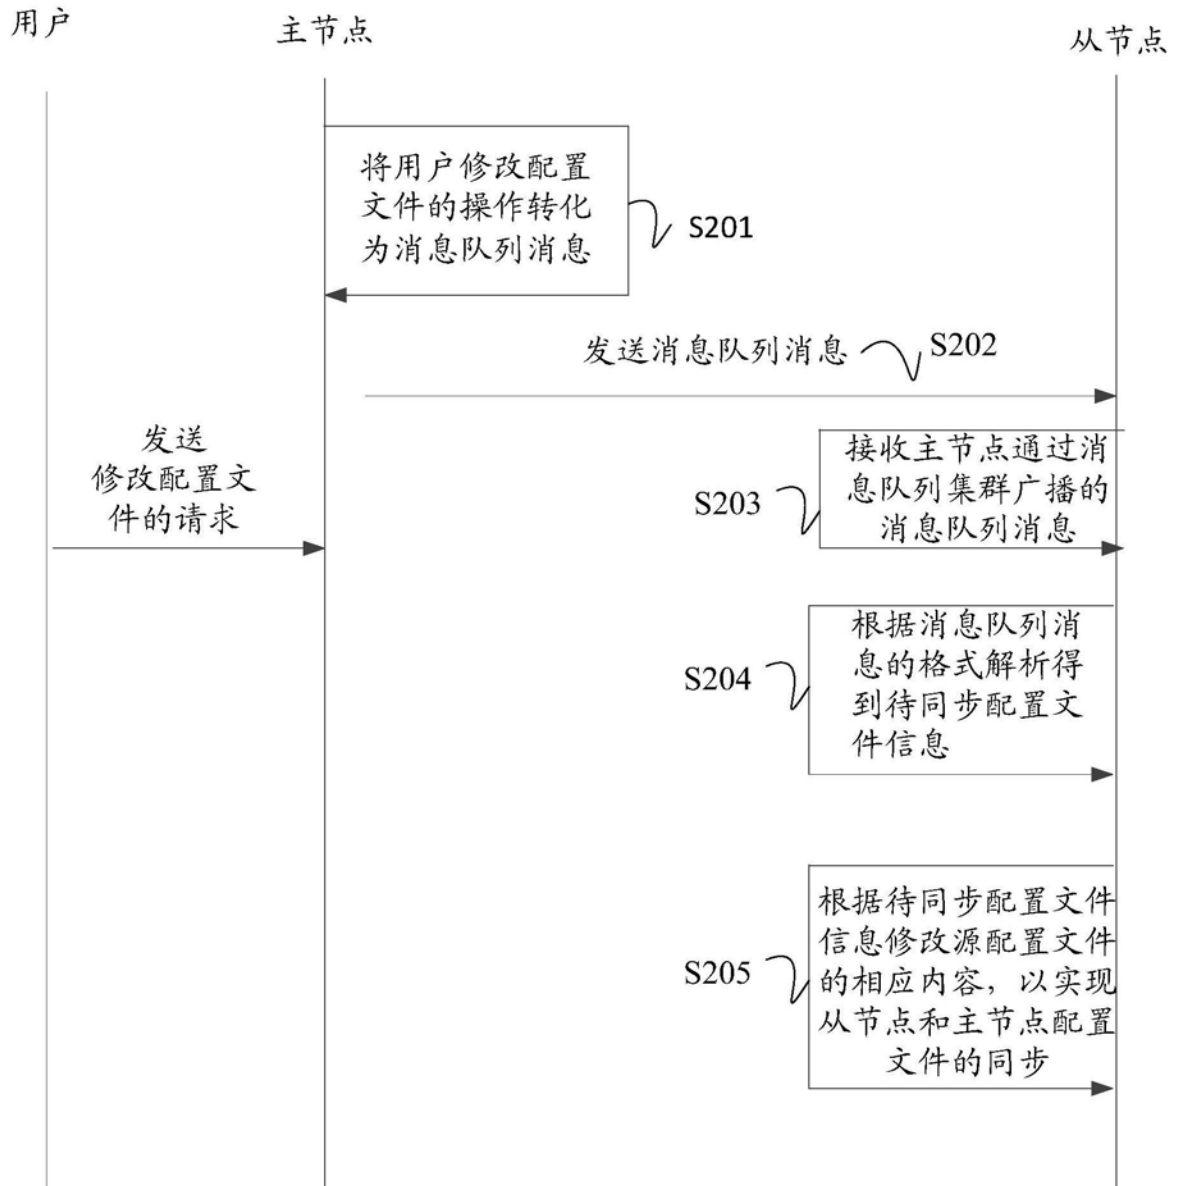 用户
主节点
从节点
将用户修改配置
文件的操作转化
为消息队列消息
S201
发送消息队列消息
S202
发送
修改配置文
件的请求
接收主节点通过消
息队列集群广播的
消息队列消息
S203
根据消息队列消
息的格式解析得
到待同步配置文
件信息
S204
根据待同步配置文件
信息修改源配置文件
的相应内容，以实现
从节点和主节点配置
文件的同步
S205